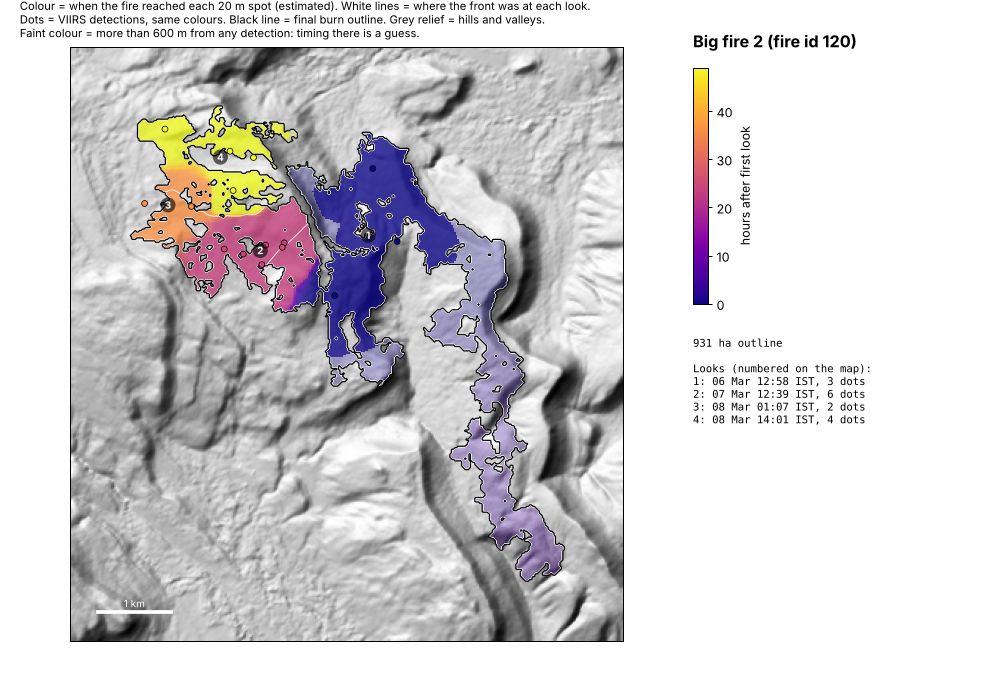 Colour = when the fire reached each 20 m spot (estimated). White lines = where the front was at each look.
Dots = VIIRS detections, same colours. Black line = final burn outline. Grey relief = hills and valleys.
Faint colour = more than 600 m from any detection: timing there is a guess.
Big fire 2 (fire id 120)
40
30
20
10
0
hours after first look
4
3
2
1
1 km
931 ha outline
Looks (numbered on the map):
1: 06 Mar 12:58 IST, 3 dots
2: 07 Mar 12:39 IST, 6 dots
3: 08 Mar 01:07 IST, 2 dots
4: 08 Mar 14:01 IST, 4 dots